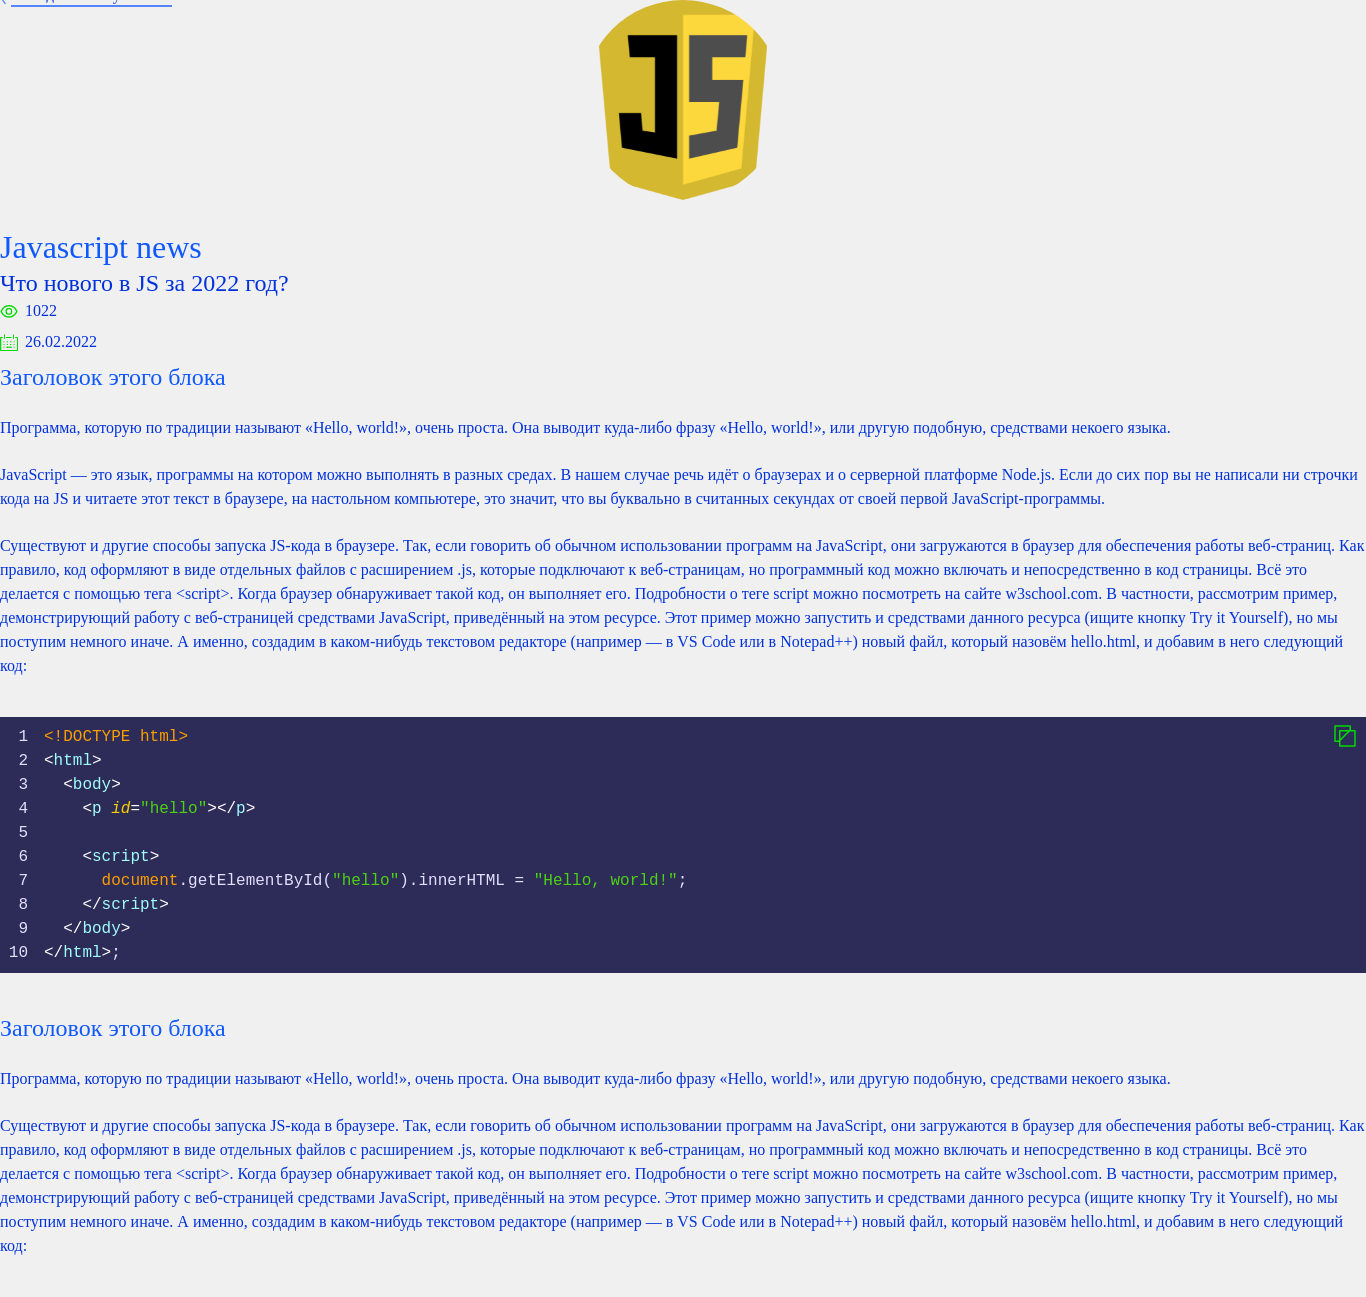 JS
Javascript news
Что нового в JS за 2022 год?
1022
26.02.2022
Заголовок этого блока
Программа, которую по традиции называют «Hello, world!», очень проста. Она выводит куда-либо фразу «Hello, world!», или другую подобную, средствами некоего языка.
JavaScript — это язык, программы на котором можно выполнять в разных средах. В нашем случае речь идёт о браузерах и о серверной платформе Node.js. Если до сих пор вы не написали ни строчки
кода на JS и читаете этот текст в браузере, на настольном компьютере, это значит, что вы буквально в считанных секундах от своей первой JavaScript-программы.
Существуют и другие способы запуска JS-кода в браузере. Так, если говорить об обычном использовании программ на JavaScript, они загружаются в браузер для обеспечения работы веб-страниц. Как
правило, код оформляют в виде отдельных файлов с расширением .js, которые подключают к веб-страницам, но программный код можно включать и непосредственно в код страницы. Всё это
делается с помощью тега <script>. Когда браузер обнаруживает такой код, он выполняет его. Подробности о теге script можно посмотреть на сайте w3school.com. В частности, рассмотрим пример,
демонстрирующий работу с веб-страницей средствами JavaScript, приведённый на этом ресурсе. Этот пример можно запустить и средствами данного ресурса (ищите кнопку Try it Yourself), но мы
поступим немного иначе. А именно, создадим в каком-нибудь текстовом редакторе (например — в VS Code или в Notepad++) новый файл, который назовём hello.html, и добавим в него следующий
код:
1 <!DOCTYPE html>
2 <html>
3   <body>
4     <p id="hello"></p>
5
6     <script>
7       document.getElementById("hello").innerHTML = "Hello, world!";
8     </script>
9   </body>
10 </html>;
Заголовок этого блока
Программа, которую по традиции называют «Hello, world!», очень проста. Она выводит куда-либо фразу «Hello, world!», или другую подобную, средствами некоего языка.
Существуют и другие способы запуска JS-кода в браузере. Так, если говорить об обычном использовании программ на JavaScript, они загружаются в браузер для обеспечения работы веб-страниц. Как
правило, код оформляют в виде отдельных файлов с расширением .js, которые подключают к веб-страницам, но программный код можно включать и непосредственно в код страницы. Всё это
делается с помощью тега <script>. Когда браузер обнаруживает такой код, он выполняет его. Подробности о теге script можно посмотреть на сайте w3school.com. В частности, рассмотрим пример,
демонстрирующий работу с веб-страницей средствами JavaScript, приведённый на этом ресурсе. Этот пример можно запустить и средствами данного ресурса (ищите кнопку Try it Yourself), но мы
поступим немного иначе. А именно, создадим в каком-нибудь текстовом редакторе (например — в VS Code или в Notepad++) новый файл, который назовём hello.html, и добавим в него следующий
код: